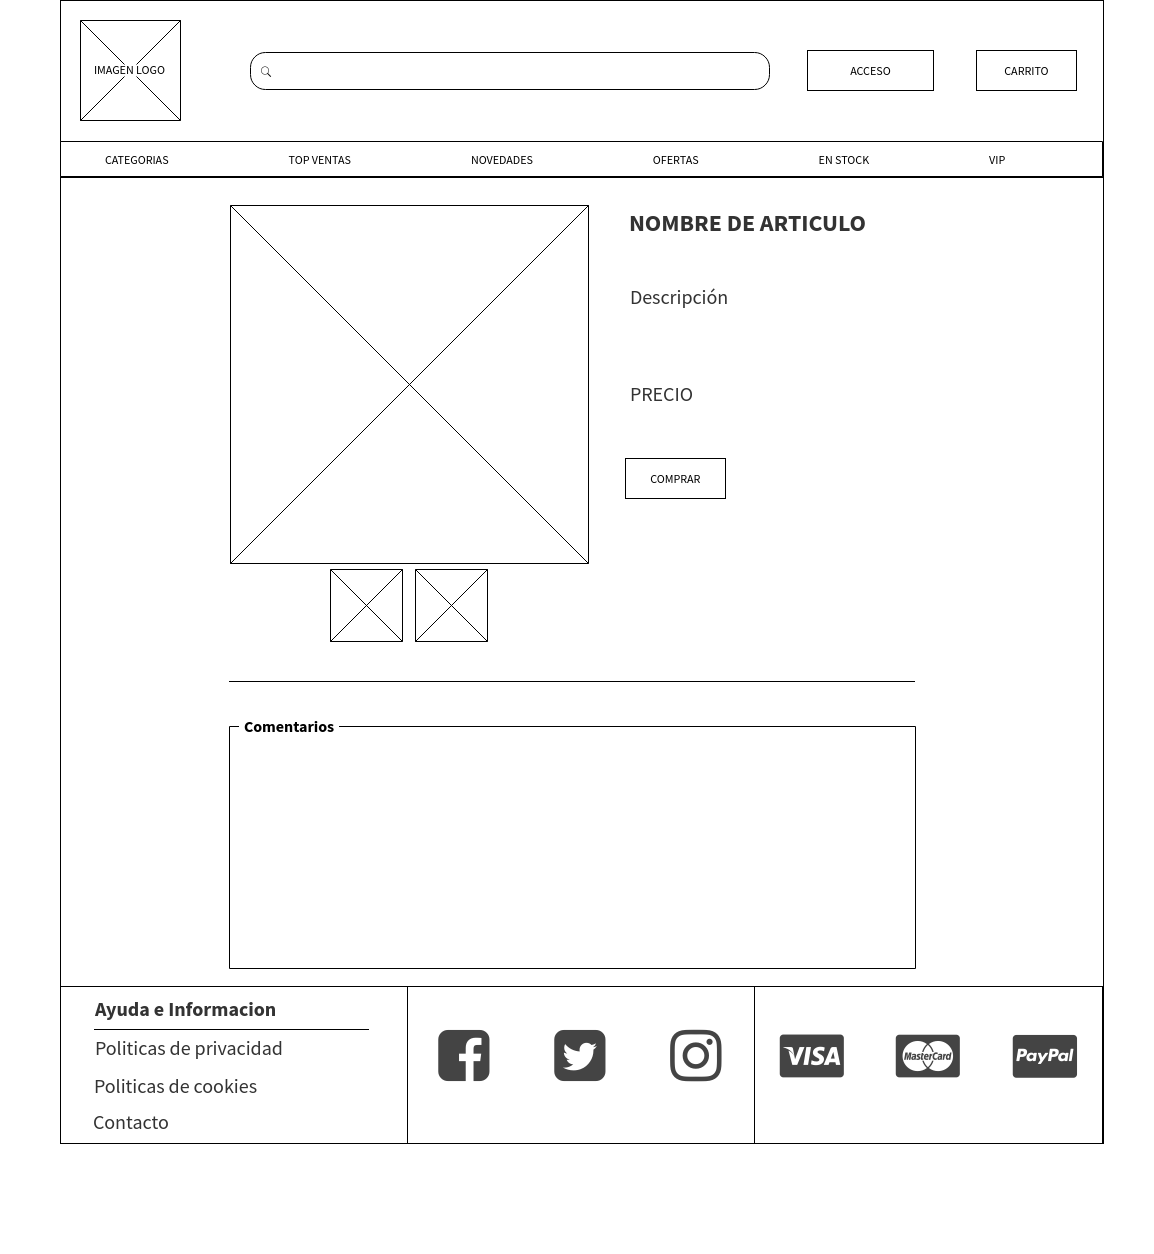 IMAGEN LOGO
ACCESO
CARRITO
CATEGORIAS
TOP VENTAS
NOVEDADES
OFERTAS
EN STOCK
VIP
NOMBRE DE ARTICULO
Descripción
PRECIO
COMPRAR
Comentarios
Ayuda e Informacion
Politicas de privacidad
Politicas de cookies
Contacto
VISA
MasterCard
PayPal